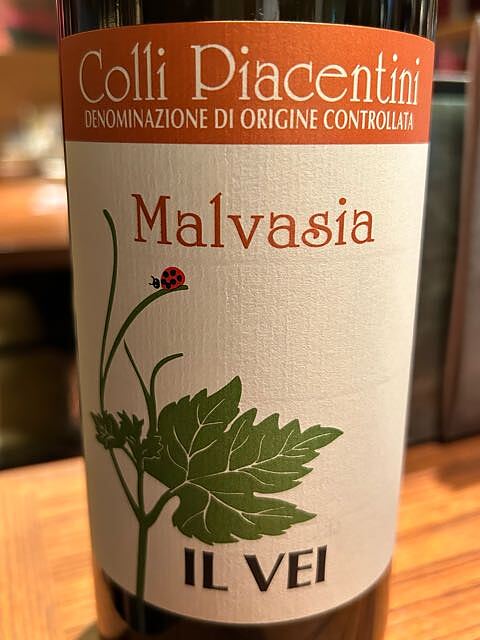 Colli Piacentini
DENOMINAZIONE DI ORIGINE CONTROLLATA
Malvasia
IL VEI